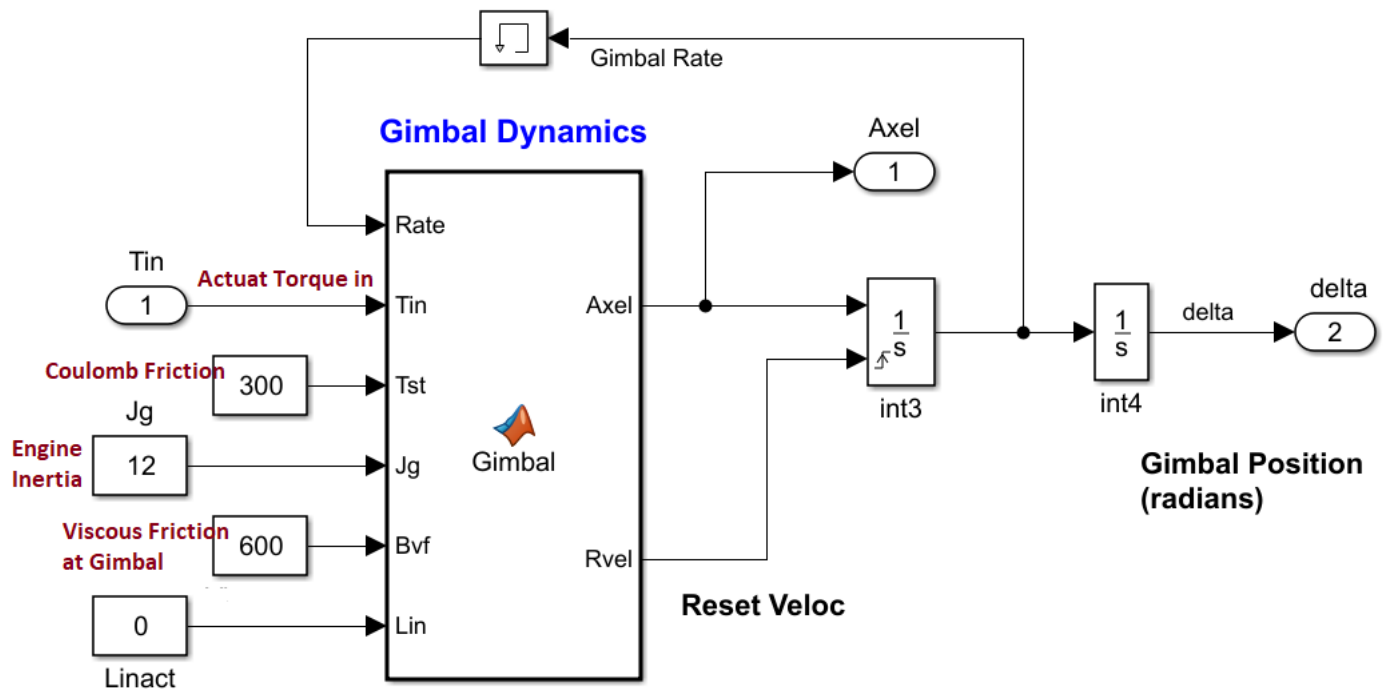 Gimbal Rate
Gimbal Dynamics
Axel
1
Rate
Tin
1
Actuat Torque in
Tin
Axel
1
s
int3
1
s
int4
delta
delta
2
Coulomb Friction
300
Tst
Jg
Engine
Inertia
12
Jg
Gimbal
Gimbal Position
(radians)
Viscous Friction
at Gimbal
600
Bvf
Rvel
Reset Veloc
0
Lin
Linact